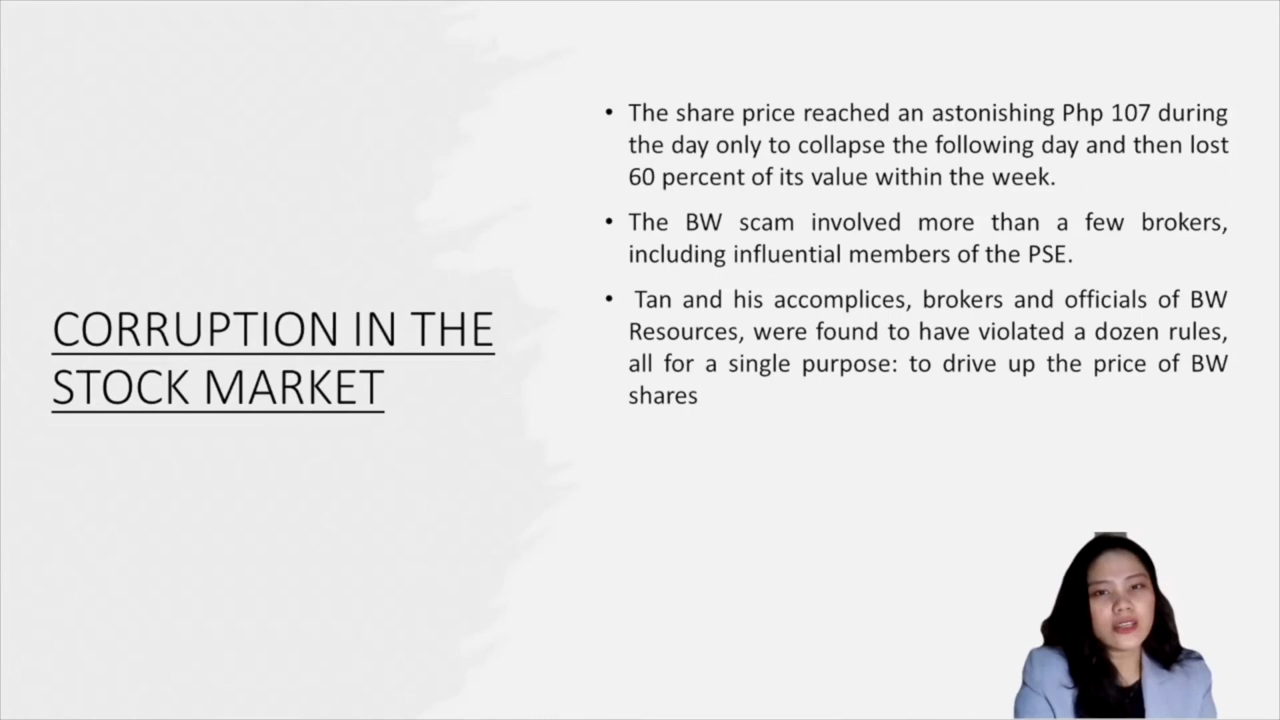 CORRUPTION IN THE
STOCK MARKET
• The share price reached an astonishing Php 107 during
the day only to collapse the following day and then lost
60 percent of its value within the week.
• The BW scam involved more than a few brokers,
including influential members of the PSE.
• Tan and his accomplices, brokers and officials of BW
Resources, were found to have violated a dozen rules,
all for a single purpose: to drive up the price of BW
shares